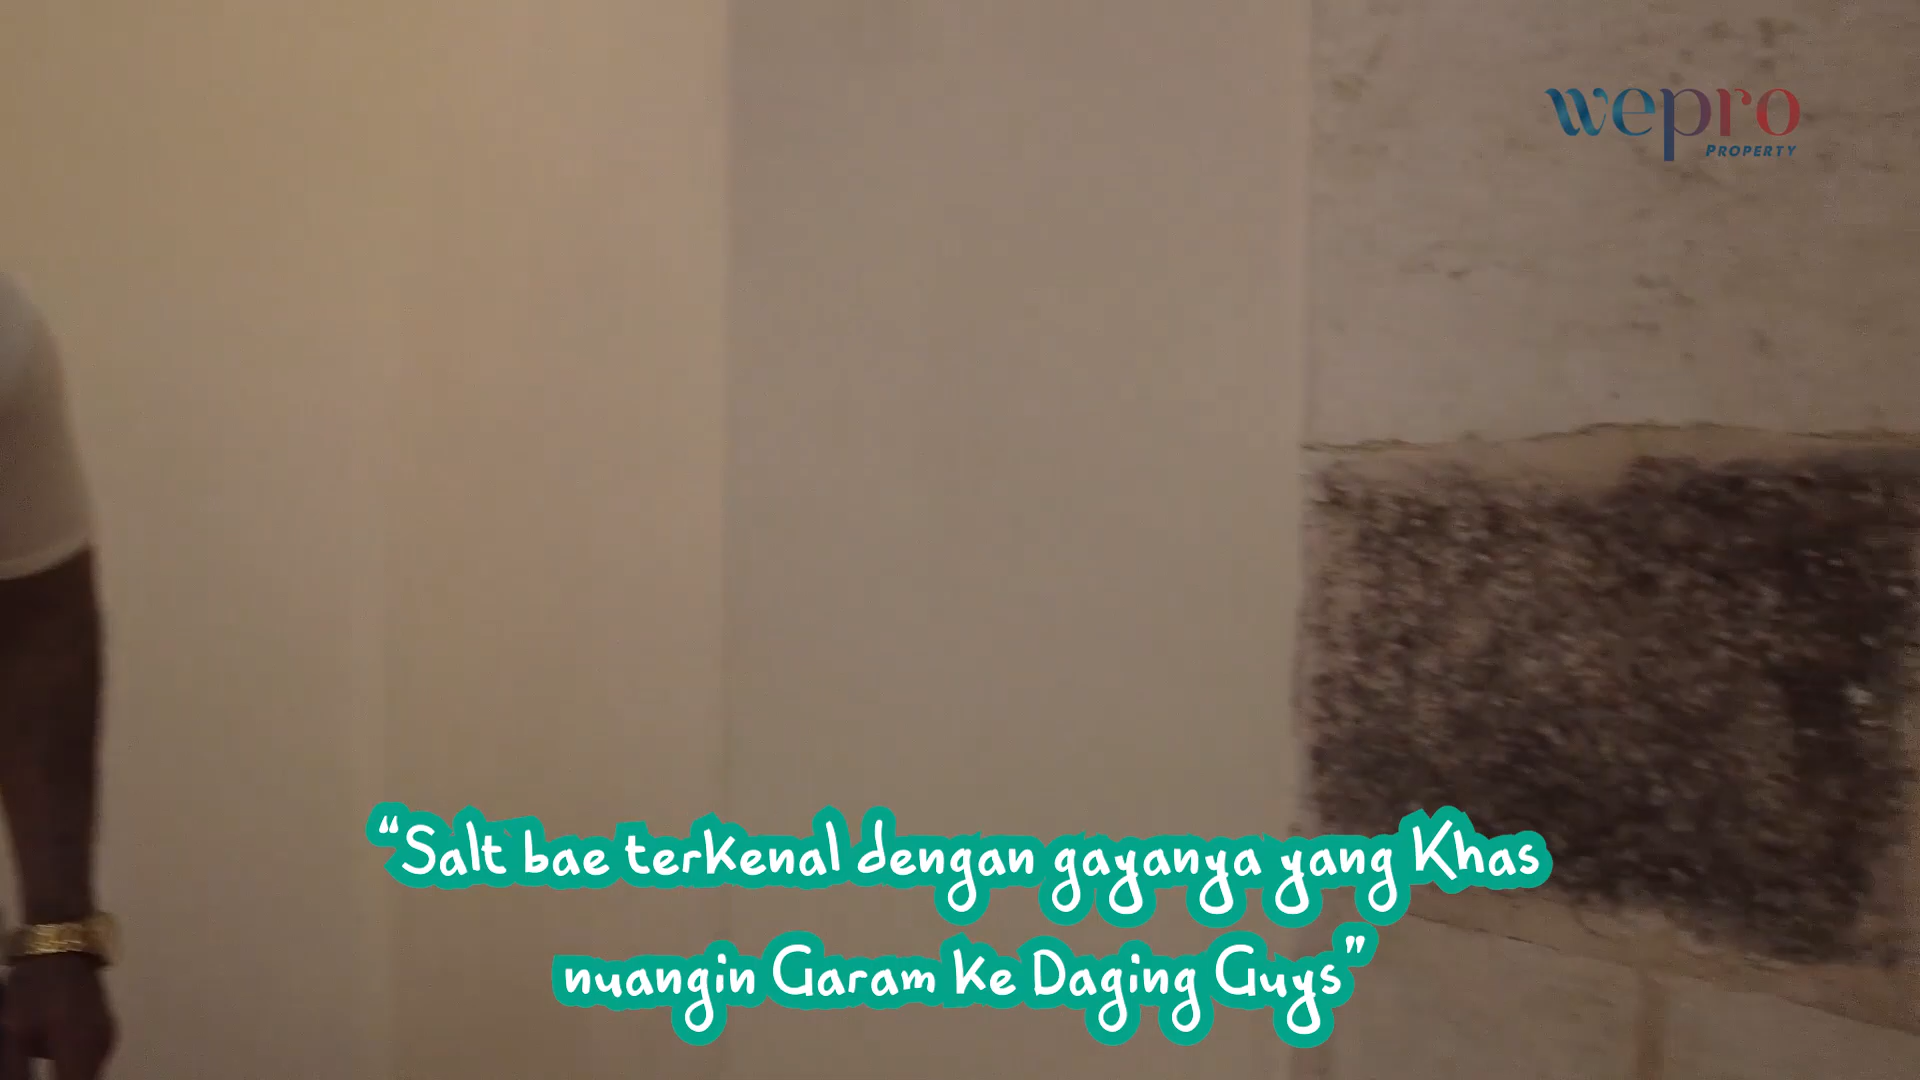 wepro
PROPERTY
“Salt bae terkenal dengan gayanya yang Khas
nuangin Garam Ke Daging Guys”